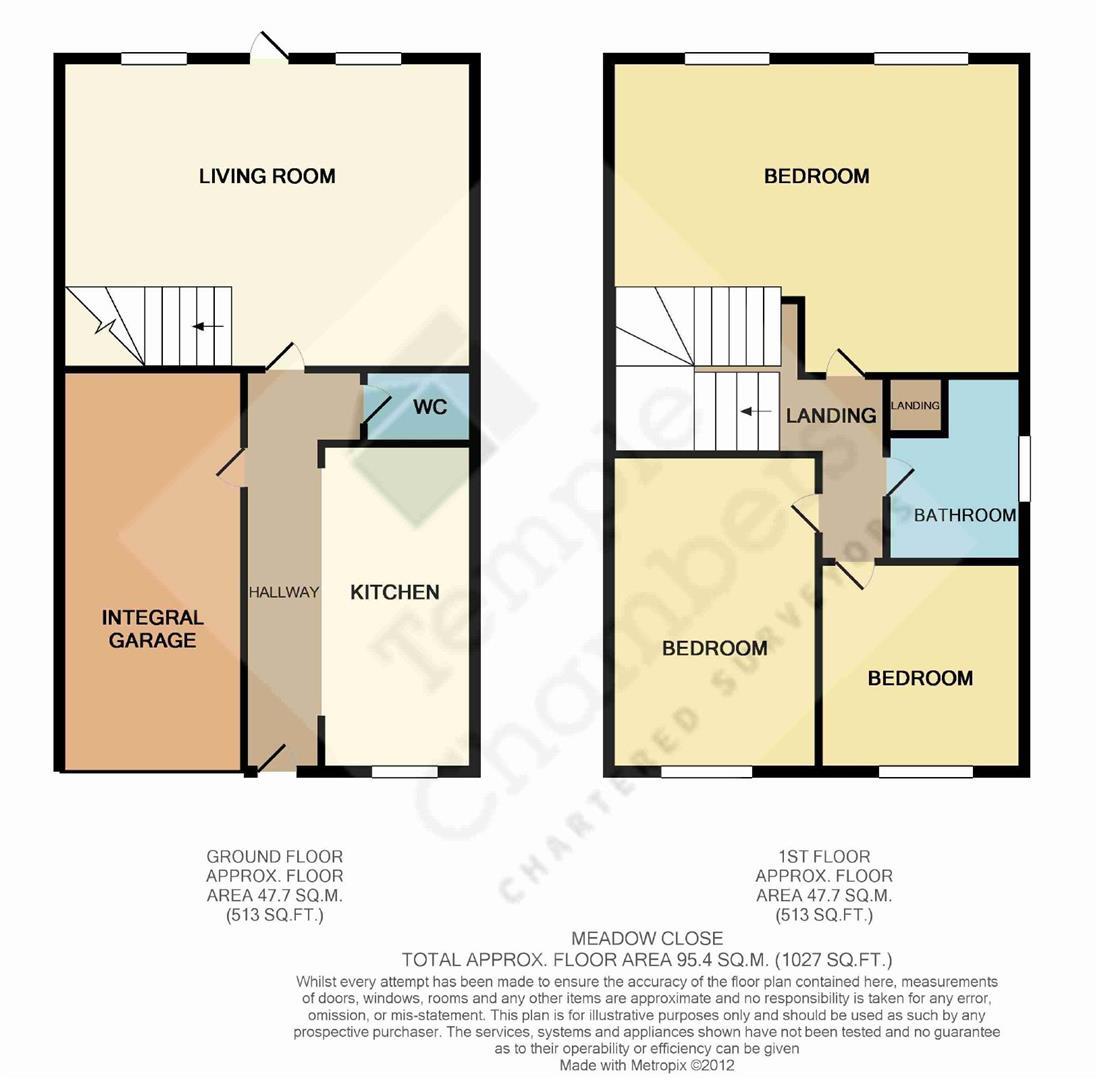 LIVING ROOM
WC
HALLWAY
KITCHEN
INTEGRAL
GARAGE
BEDROOM
LANDING
LANDING
BATHROOM
BEDROOM
BEDROOM
Temple
Chambers
CHARTERED SURVEYORS
GROUND FLOOR
APPROX. FLOOR
AREA 47.7 SQ.M.
(513 SQ.FT.)
1ST FLOOR
APPROX. FLOOR
AREA 47.7 SQ.M.
(513 SQ.FT.)
MEADOW CLOSE
TOTAL APPROX. FLOOR AREA 95.4 SQ.M. (1027 SQ.FT.)
Whilst every attempt has been made to ensure the accuracy of the floor plan contained here, measurements
of doors, windows, rooms and any other items are approximate and no responsibility is taken for any error,
omission, or mis-statement. This plan is for illustrative purposes only and should be used as such by any
prospective purchaser. The services, systems and appliances shown have not been tested and no guarantee
as to their operability or efficiency can be given
Made with Metropix ©2012